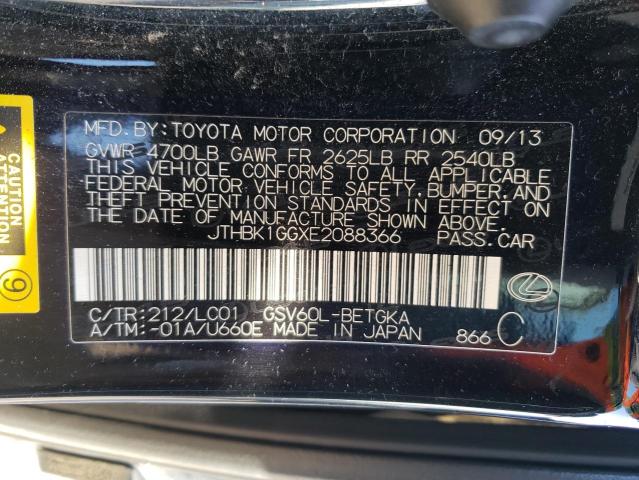 MFD.BY:TOYOTA MOTOR CORPORATION 09/13
GVWR 4700LB GAWR FR 2625LB RR 2540LB
THIS VEHICLE CONFORMS TO ALL APPLICABLE
FEDERAL MOTOR VEHICLE SAFETY, BUMPER, AND
THEFT PREVENTION STANDARDS IN EFFECT ON
THE DATE OF MANUFACTURE SHOWN ABOVE.
JTHBK1GGXE2088366 PASS.CAR
C/TR:212/LC01 GSV60L-BETGKA
A/TM:-01A/U660E MADE IN JAPAN 866 C
CAUTION
ATTENTION
9